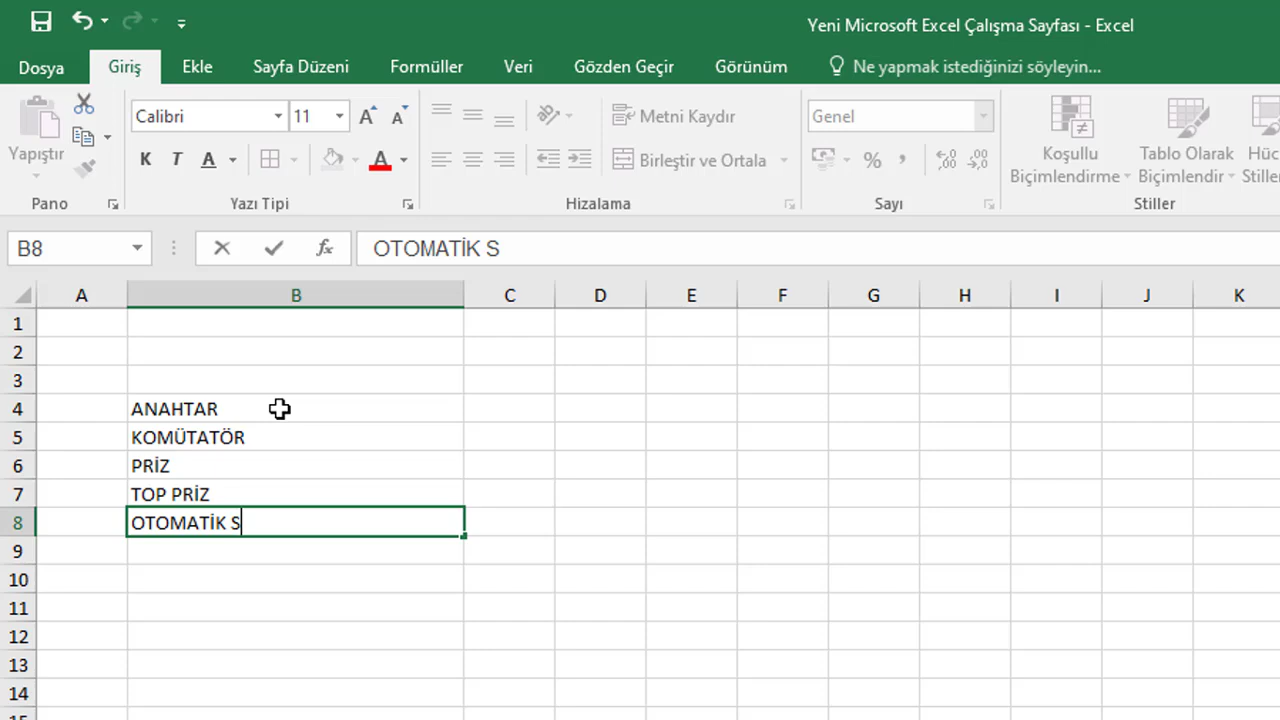 Yeni Microsoft Excel Çalışma Sayfası - Excel
Dosya Giriş Ekle Sayfa Düzeni Formüller Veri Gözden Geçir Görünüm Ne yapmak istediğinizi söyleyin...
Calibri 11 Metni Kaydır Genel
Yapıştır K T A A Birleştir ve Ortala % Koşullu Biçimlendirme Tablo Olarak Biçimlendir Hüc Stiller
Pano Yazı Tipi Hizalama Sayı Stiller
B8 fx OTOMATİK S
A B C D E F G H I J K
1
2
3
4 ANAHTAR
5 KOMÜTATÖR
6 PRİZ
7 TOP PRİZ
8 OTOMATİK S
9
10
11
12
13
14